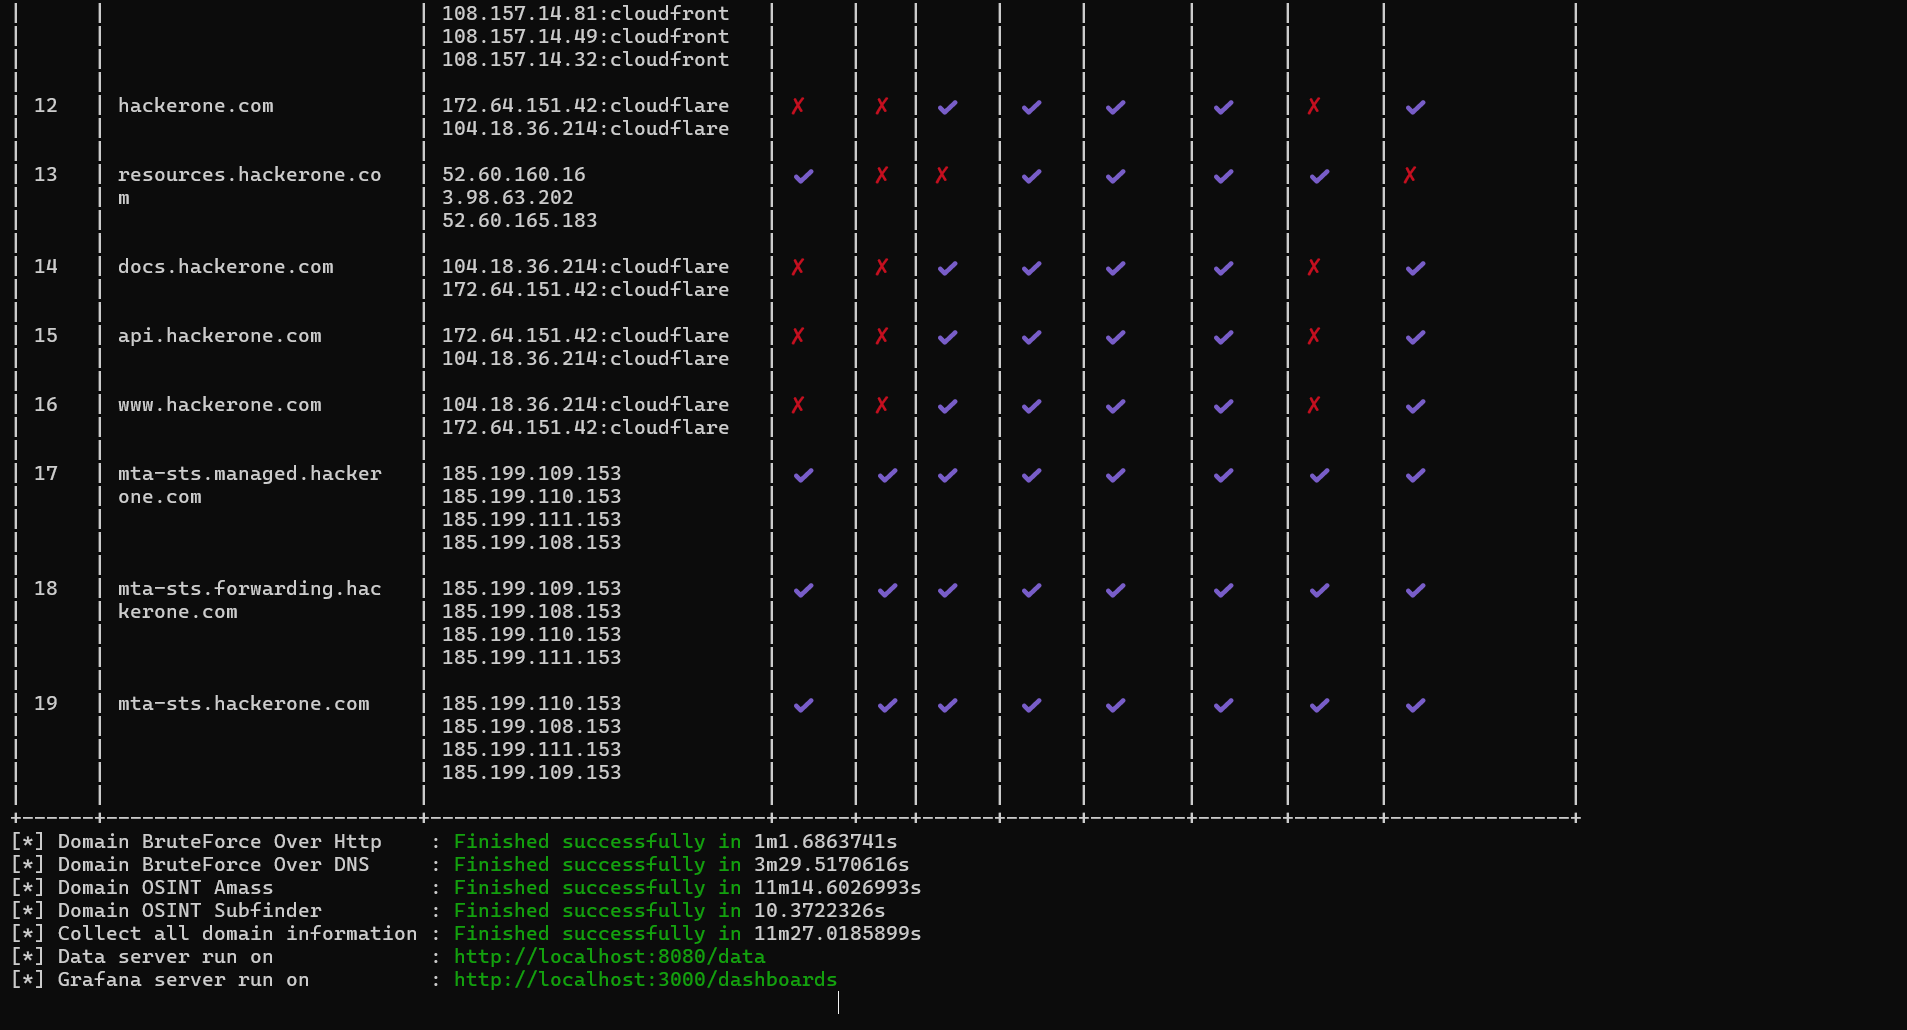 108.157.14.81:cloudfront
108.157.14.49:cloudfront
108.157.14.32:cloudfront
12 hackerone.com 172.64.151.42:cloudflare ✗ ✗ ✔ ✔ ✔ ✔ ✗ ✔
104.18.36.214:cloudflare
13 resources.hackerone.co 52.60.160.16 ✔ ✗ ✗ ✔ ✔ ✔ ✔ ✗
m 3.98.63.202
52.60.165.183
14 docs.hackerone.com 104.18.36.214:cloudflare ✗ ✗ ✔ ✔ ✔ ✔ ✗ ✔
172.64.151.42:cloudflare
15 api.hackerone.com 172.64.151.42:cloudflare ✗ ✗ ✔ ✔ ✔ ✔ ✗ ✔
104.18.36.214:cloudflare
16 www.hackerone.com 104.18.36.214:cloudflare ✗ ✗ ✔ ✔ ✔ ✔ ✗ ✔
172.64.151.42:cloudflare
17 mta-sts.managed.hacker 185.199.109.153 ✔ ✔ ✔ ✔ ✔ ✔ ✔ ✔
one.com 185.199.110.153
185.199.111.153
185.199.108.153
18 mta-sts.forwarding.hac 185.199.109.153 ✔ ✔ ✔ ✔ ✔ ✔ ✔ ✔
kerone.com 185.199.108.153
185.199.110.153
185.199.111.153
19 mta-sts.hackerone.com 185.199.110.153 ✔ ✔ ✔ ✔ ✔ ✔ ✔ ✔
185.199.108.153
185.199.111.153
185.199.109.153
[*] Domain BruteForce Over Http : Finished successfully in 1m1.6863741s
[*] Domain BruteForce Over DNS : Finished successfully in 3m29.5170616s
[*] Domain OSINT Amass : Finished successfully in 11m14.6026993s
[*] Domain OSINT Subfinder : Finished successfully in 10.3722326s
[*] Collect all domain information : Finished successfully in 11m27.0185899s
[*] Data server run on : http://localhost:8080/data
[*] Grafana server run on : http://localhost:3000/dashboards